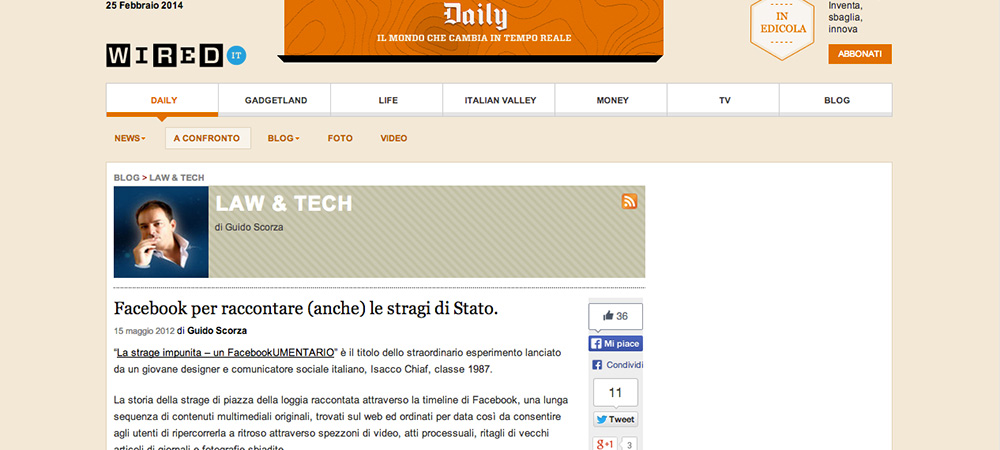 25 Febbraio 2014
Daily
IL MONDO CHE CAMBIA IN TEMPO REALE
IN
EDICOLA
Inventa,
sbaglia,
innova
ABBONATI
WIRED IT
DAILY GADGETLAND LIFE ITALIAN VALLEY MONEY TV BLOG
NEWS A CONFRONTO BLOG FOTO VIDEO
BLOG > LAW & TECH
LAW & TECH
di Guido Scorza
Facebook per raccontare (anche) le stragi di Stato.
15 maggio 2012 di Guido Scorza
“La strage impunita – un FacebookUMENTARIO” è il titolo dello straordinario esperimento lanciato
da un giovane designer e comunicatore sociale italiano, Isacco Chiaf, classe 1987.
La storia della strage di piazza della loggia raccontata attraverso la timeline di Facebook, una lunga
sequenza di contenuti multimediali originali, trovati sul web ed ordinati per data così da consentire
agli utenti di ripercorrerla a ritroso attraverso spezzoni di video, atti processuali, ritagli di vecchi
articoli di giornali e fotografie sbiadite.
36
Mi piace
Condividi
11
Tweet
g+1 3